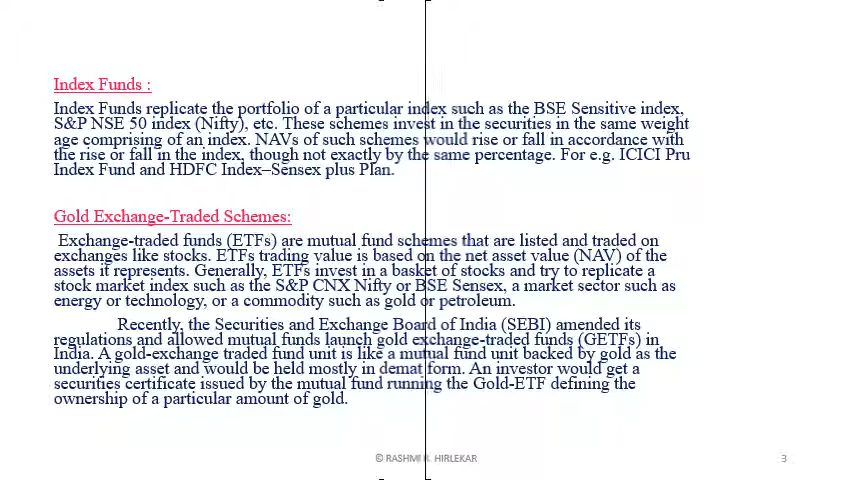 Index Funds :
Index Funds replicate the portfolio of a particular index such as the BSE Sensitive index,
S&P NSE 50 index (Nifty), etc. These schemes invest in the securities in the same weight
age comprising of an index. NAVs of such schemes would rise or fall in accordance with
the rise or fall in the index, though not exactly by the same percentage. For e.g. ICICI Pru
Index Fund and HDFC Index–Sensex plus Plan.
Gold Exchange-Traded Schemes:
Exchange-traded funds (ETFs) are mutual fund schemes that are listed and traded on
exchanges like stocks. ETFs trading value is based on the net asset value (NAV) of the
assets it represents. Generally, ETFs invest in a basket of stocks and try to replicate a
stock market index such as the S&P CNX Nifty or BSE Sensex, a market sector such as
energy or technology, or a commodity such as gold or petroleum.
Recently, the Securities and Exchange Board of India (SEBI) amended its
regulations and allowed mutual funds launch gold exchange-traded funds (GETFs) in
India. A gold-exchange traded fund unit is like a mutual fund unit backed by gold as the
underlying asset and would be held mostly in demat form. An investor would get a
securities certificate issued by the mutual fund running the Gold-ETF defining the
ownership of a particular amount of gold.
© RASHMI R. HIRLEKAR
3